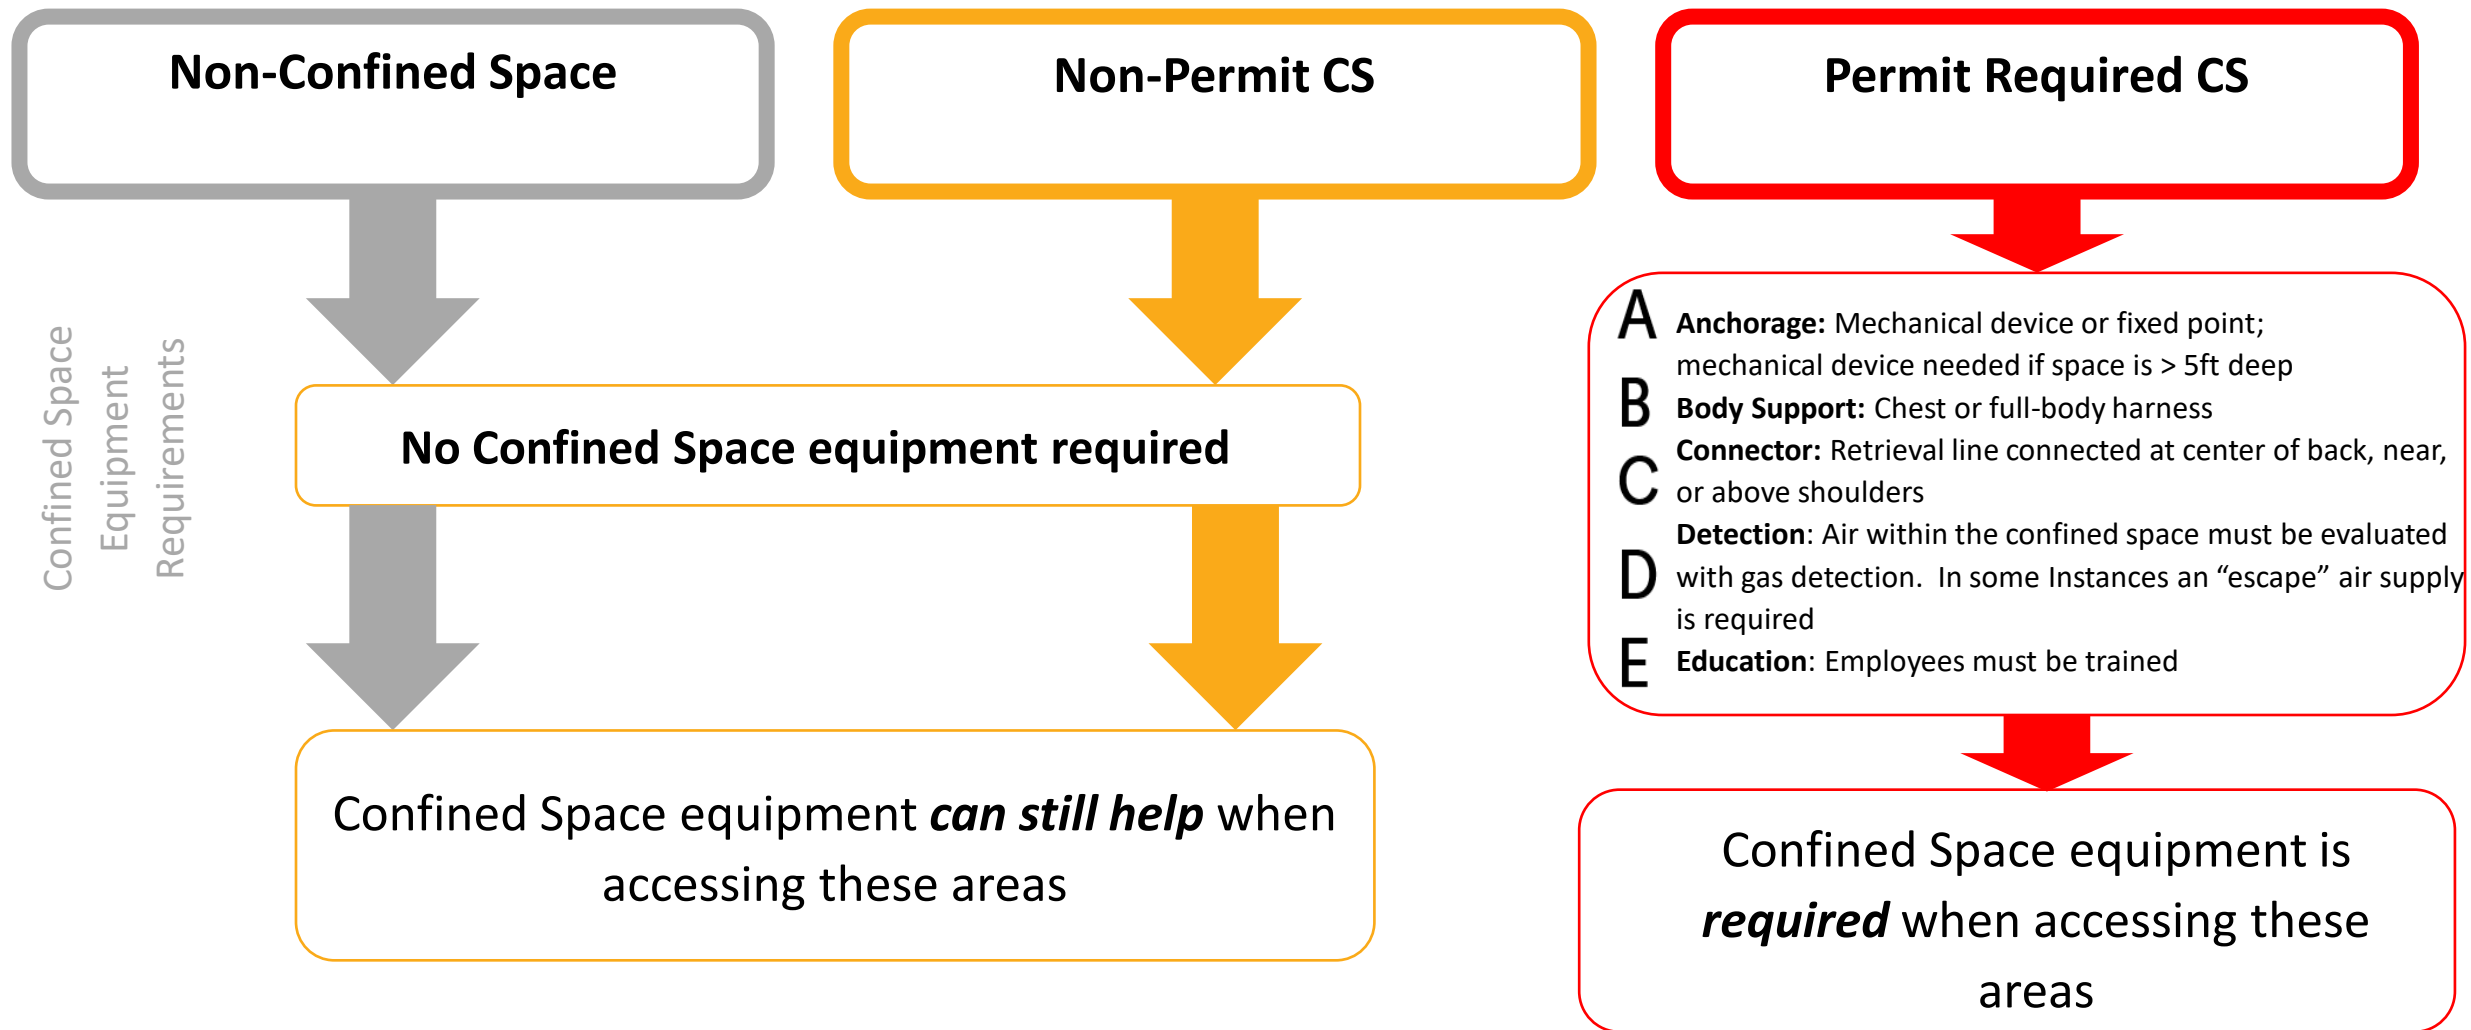 Non-Confined Space
Non-Permit CS
Permit Required CS
Confined Space
Equipment
Requirements
No Confined Space equipment required
Confined Space equipment can still help when
accessing these areas
A
Anchorage: Mechanical device or fixed point;
mechanical device needed if space is > 5ft deep
B
Body Support: Chest or full-body harness
C
Connector: Retrieval line connected at center of back, near,
or above shoulders
D
Detection: Air within the confined space must be evaluated
with gas detection.  In some Instances an “escape” air supply
is required
E
Education: Employees must be trained
Confined Space equipment is
required when accessing these
areas